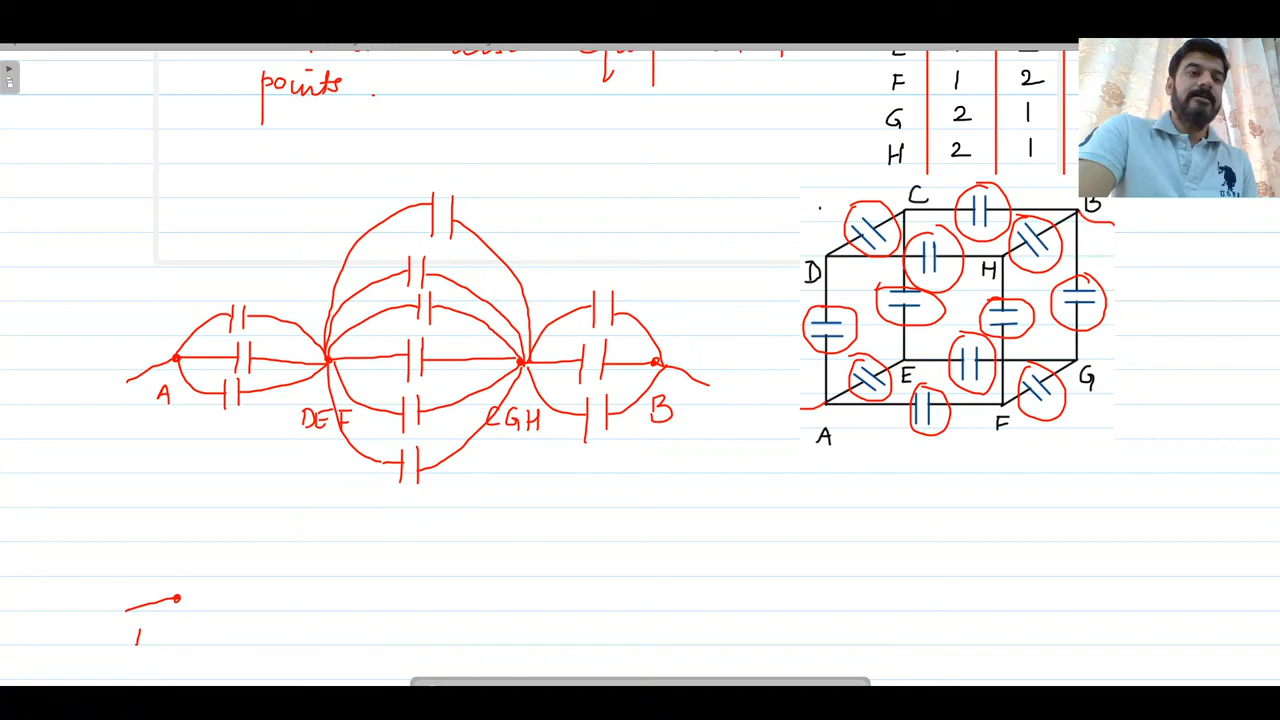 points.
F 1 2
G 2 1
H 2 1
C B
D H
E G
A F
A DEF CGH B